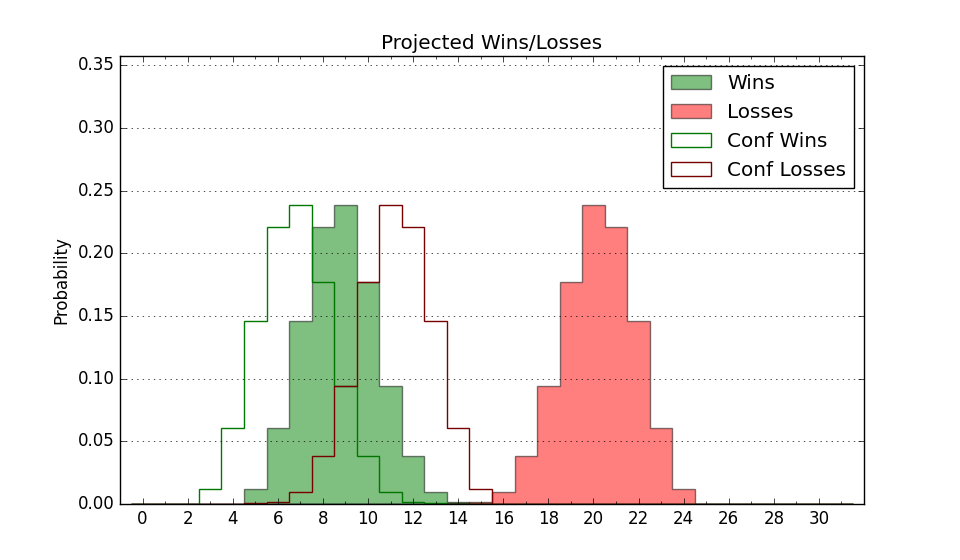 Projected Wins/Losses
Wins
Losses
Conf Wins
Conf Losses
Probability
0.35
0.30
0.25
0.20
0.15
0.10
0.05
0.00
0 2 4 6 8 10 12 14 16 18 20 22 24 26 28 30